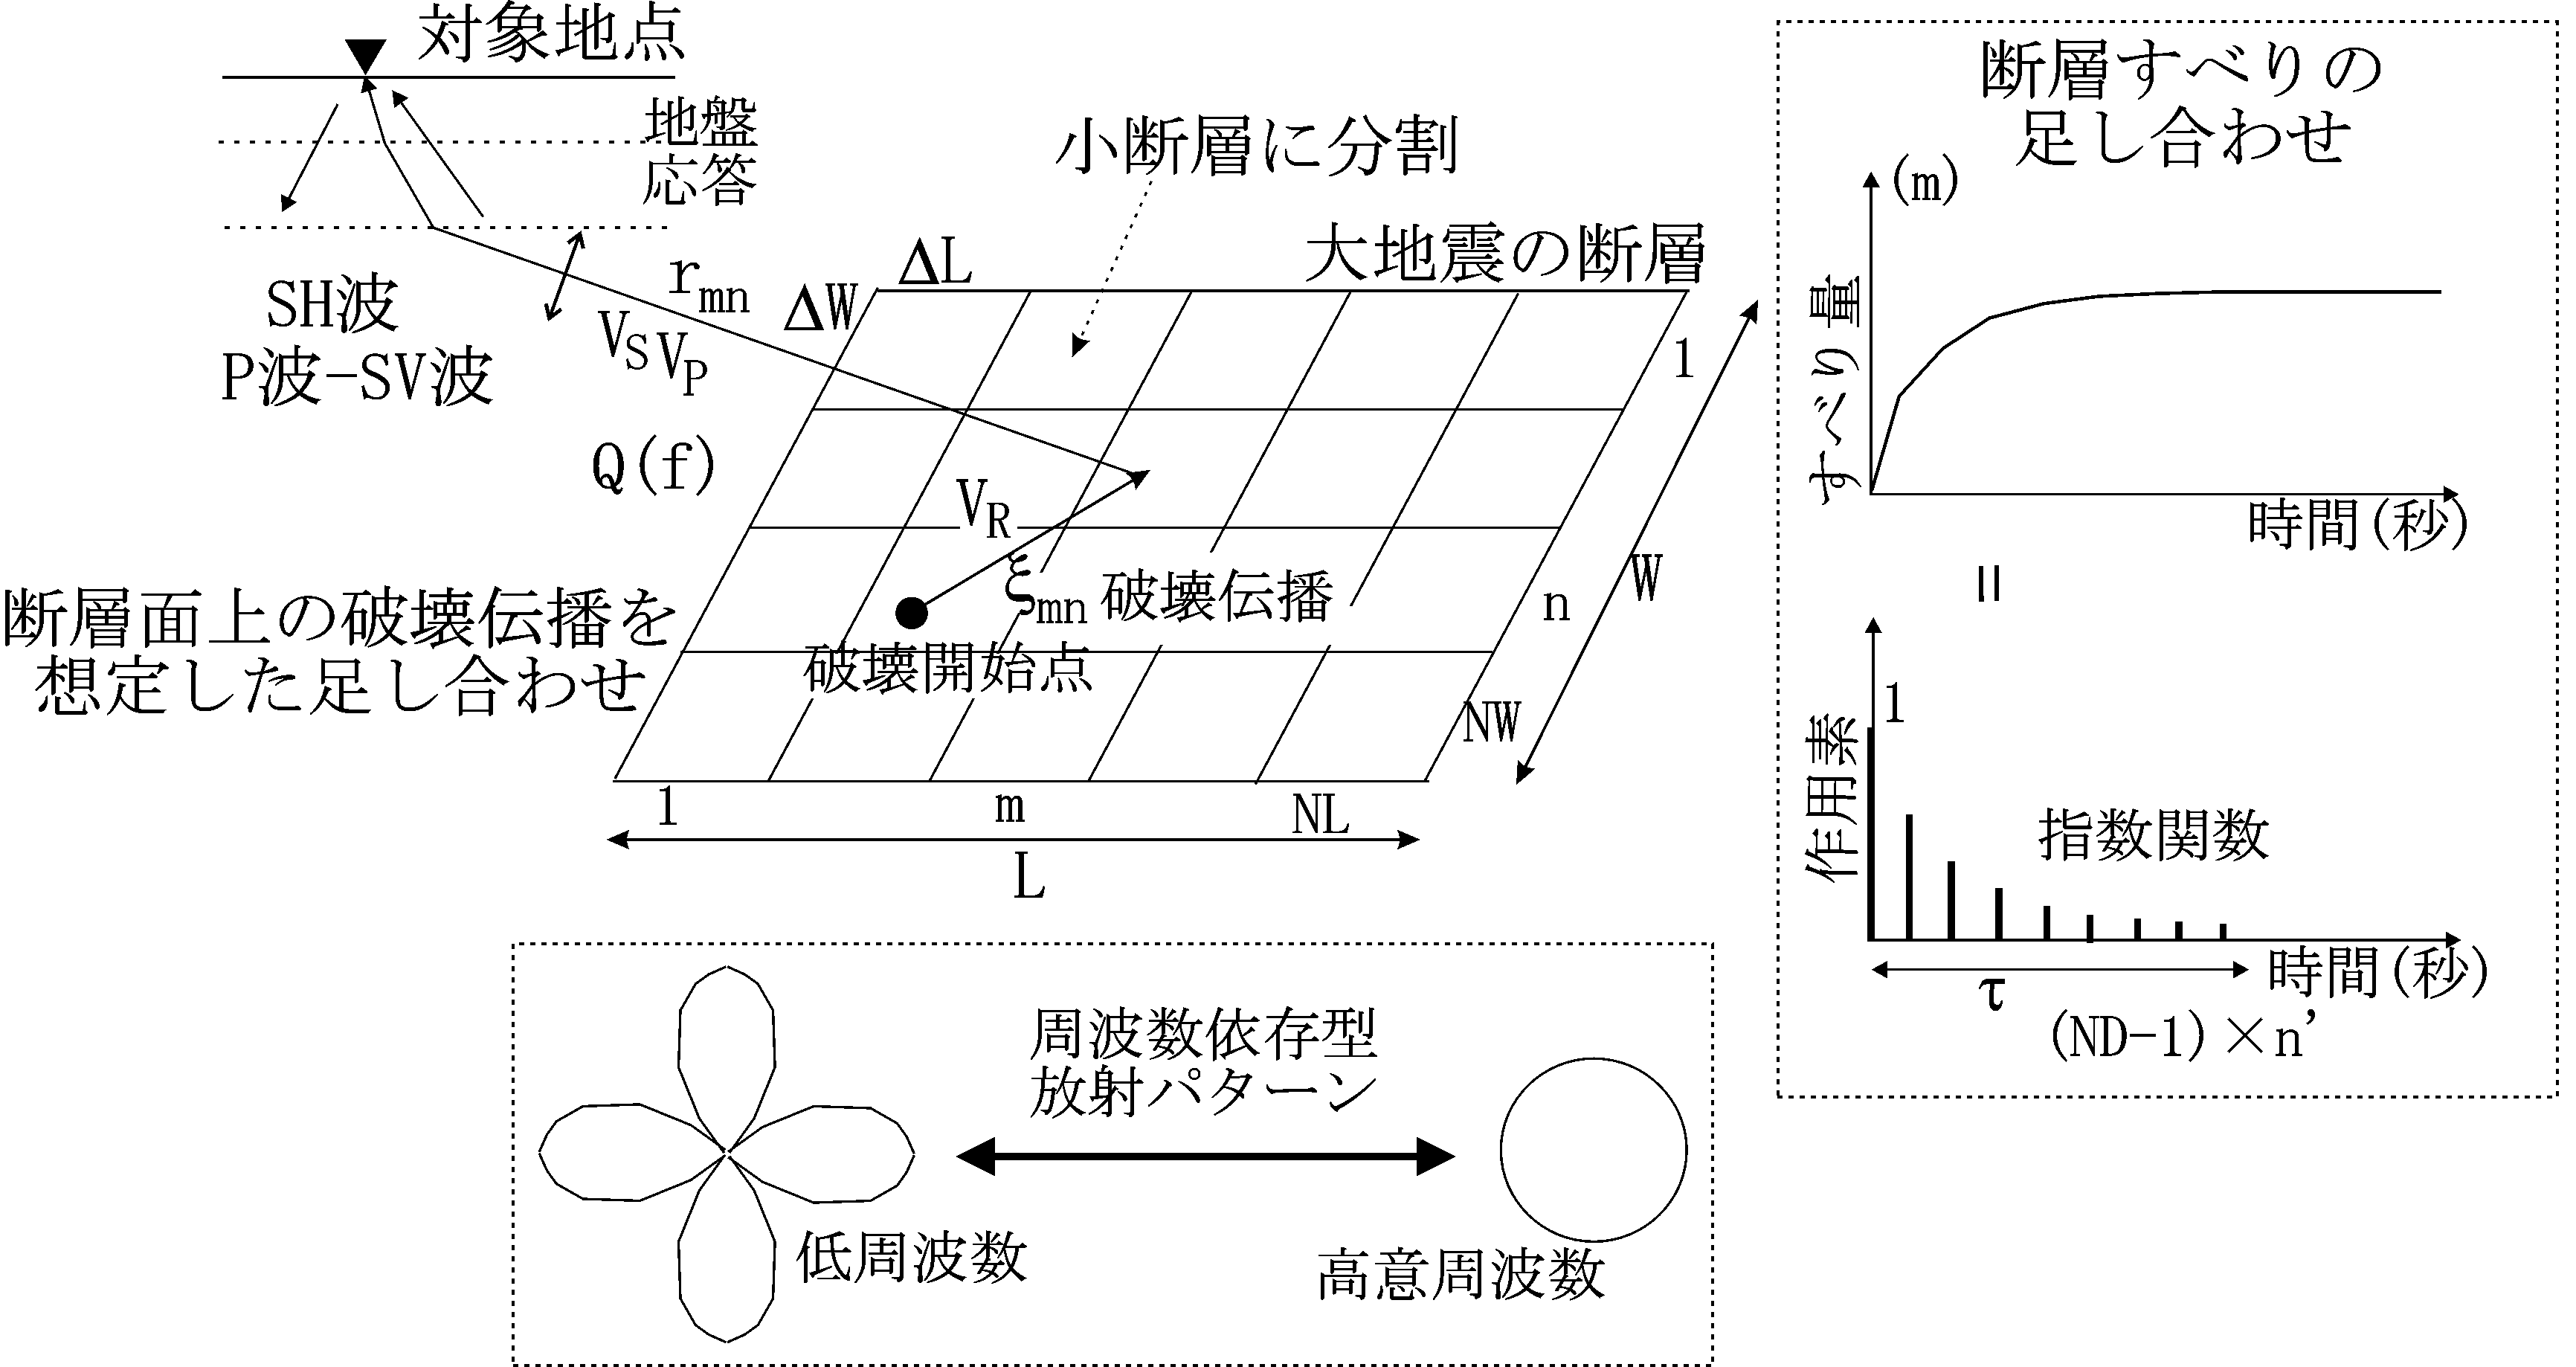 対象地点
地盤
応答
SH波
P波-SV波
r_mn
V_S V_P
Q(f)
小断層に分割
大地震の断層
ΔL
ΔW
V_R
ξ_mn
破壊伝播
破壊開始点
断層面上の破壊伝播を
想定した足し合わせ
1
n
NW
W
1
m
NL
L
断層すべりの
足し合わせ
(m)
すべり量
時間(秒)
=
1
作用素
指数関数
時間(秒)
τ
(ND-1)×n'
周波数依存型
放射パターン
低周波数
高意周波数